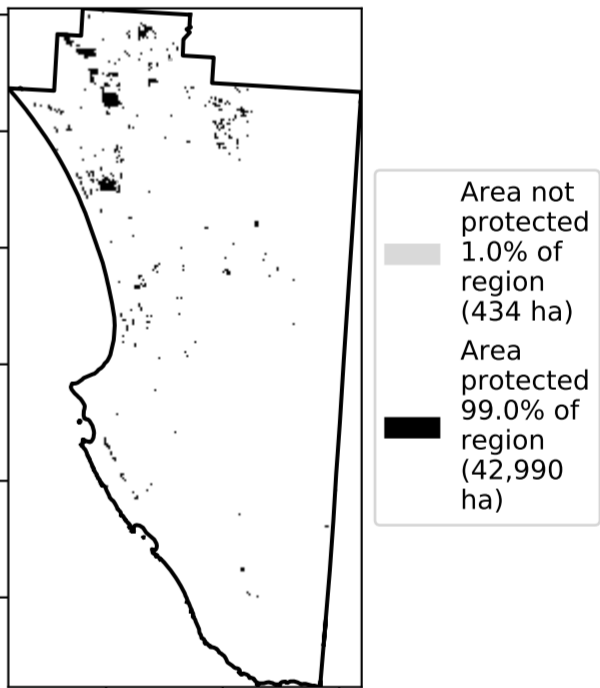 Area not
protected
1.0% of
region
(434 ha)
Area
protected
99.0% of
region
(42,990
ha)